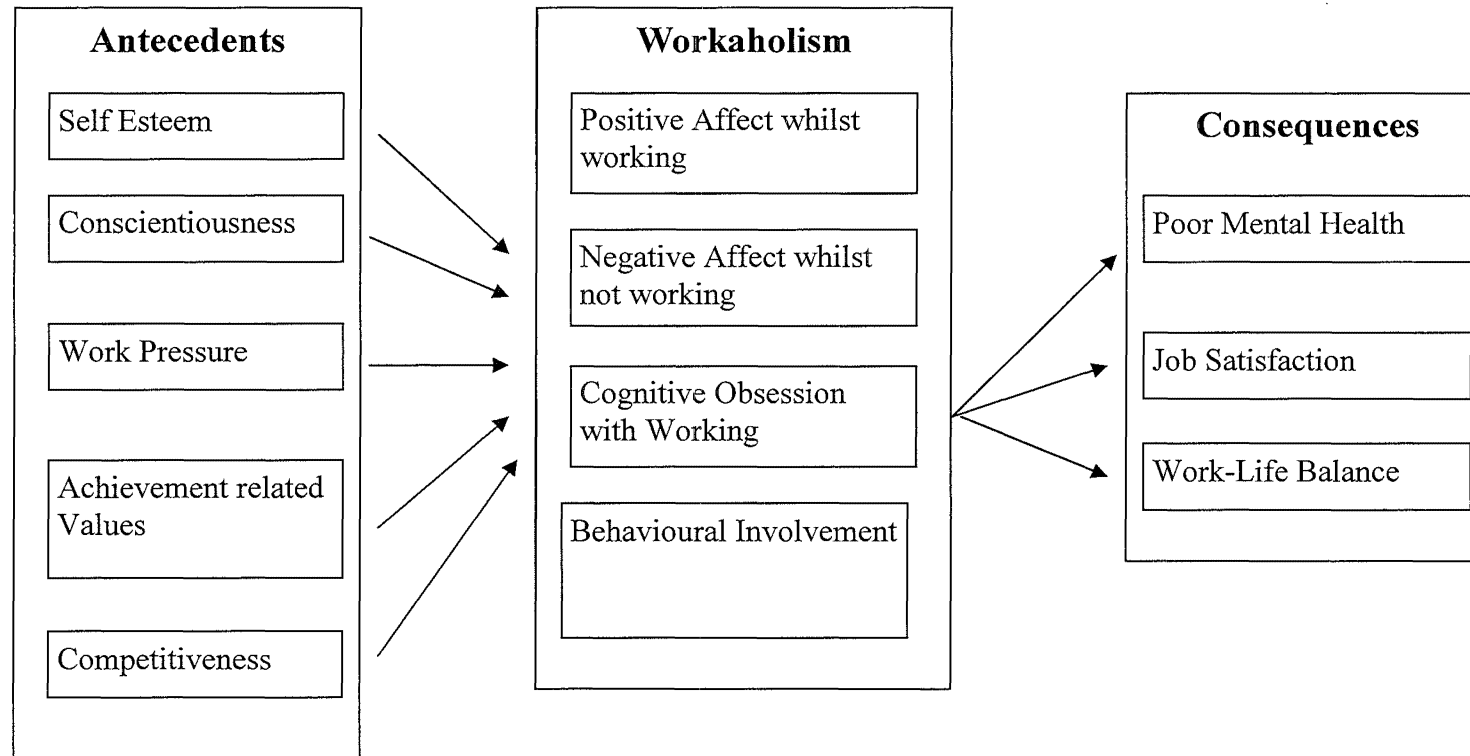 Antecedents
Self Esteem
Conscientiousness
Work Pressure
Achievement related
Values
Competitiveness
Workaholism
Positive Affect whilst
working
Negative Affect whilst
not working
Cognitive Obsession
with Working
Behavioural Involvement
Consequences
Poor Mental Health
Job Satisfaction
Work-Life Balance